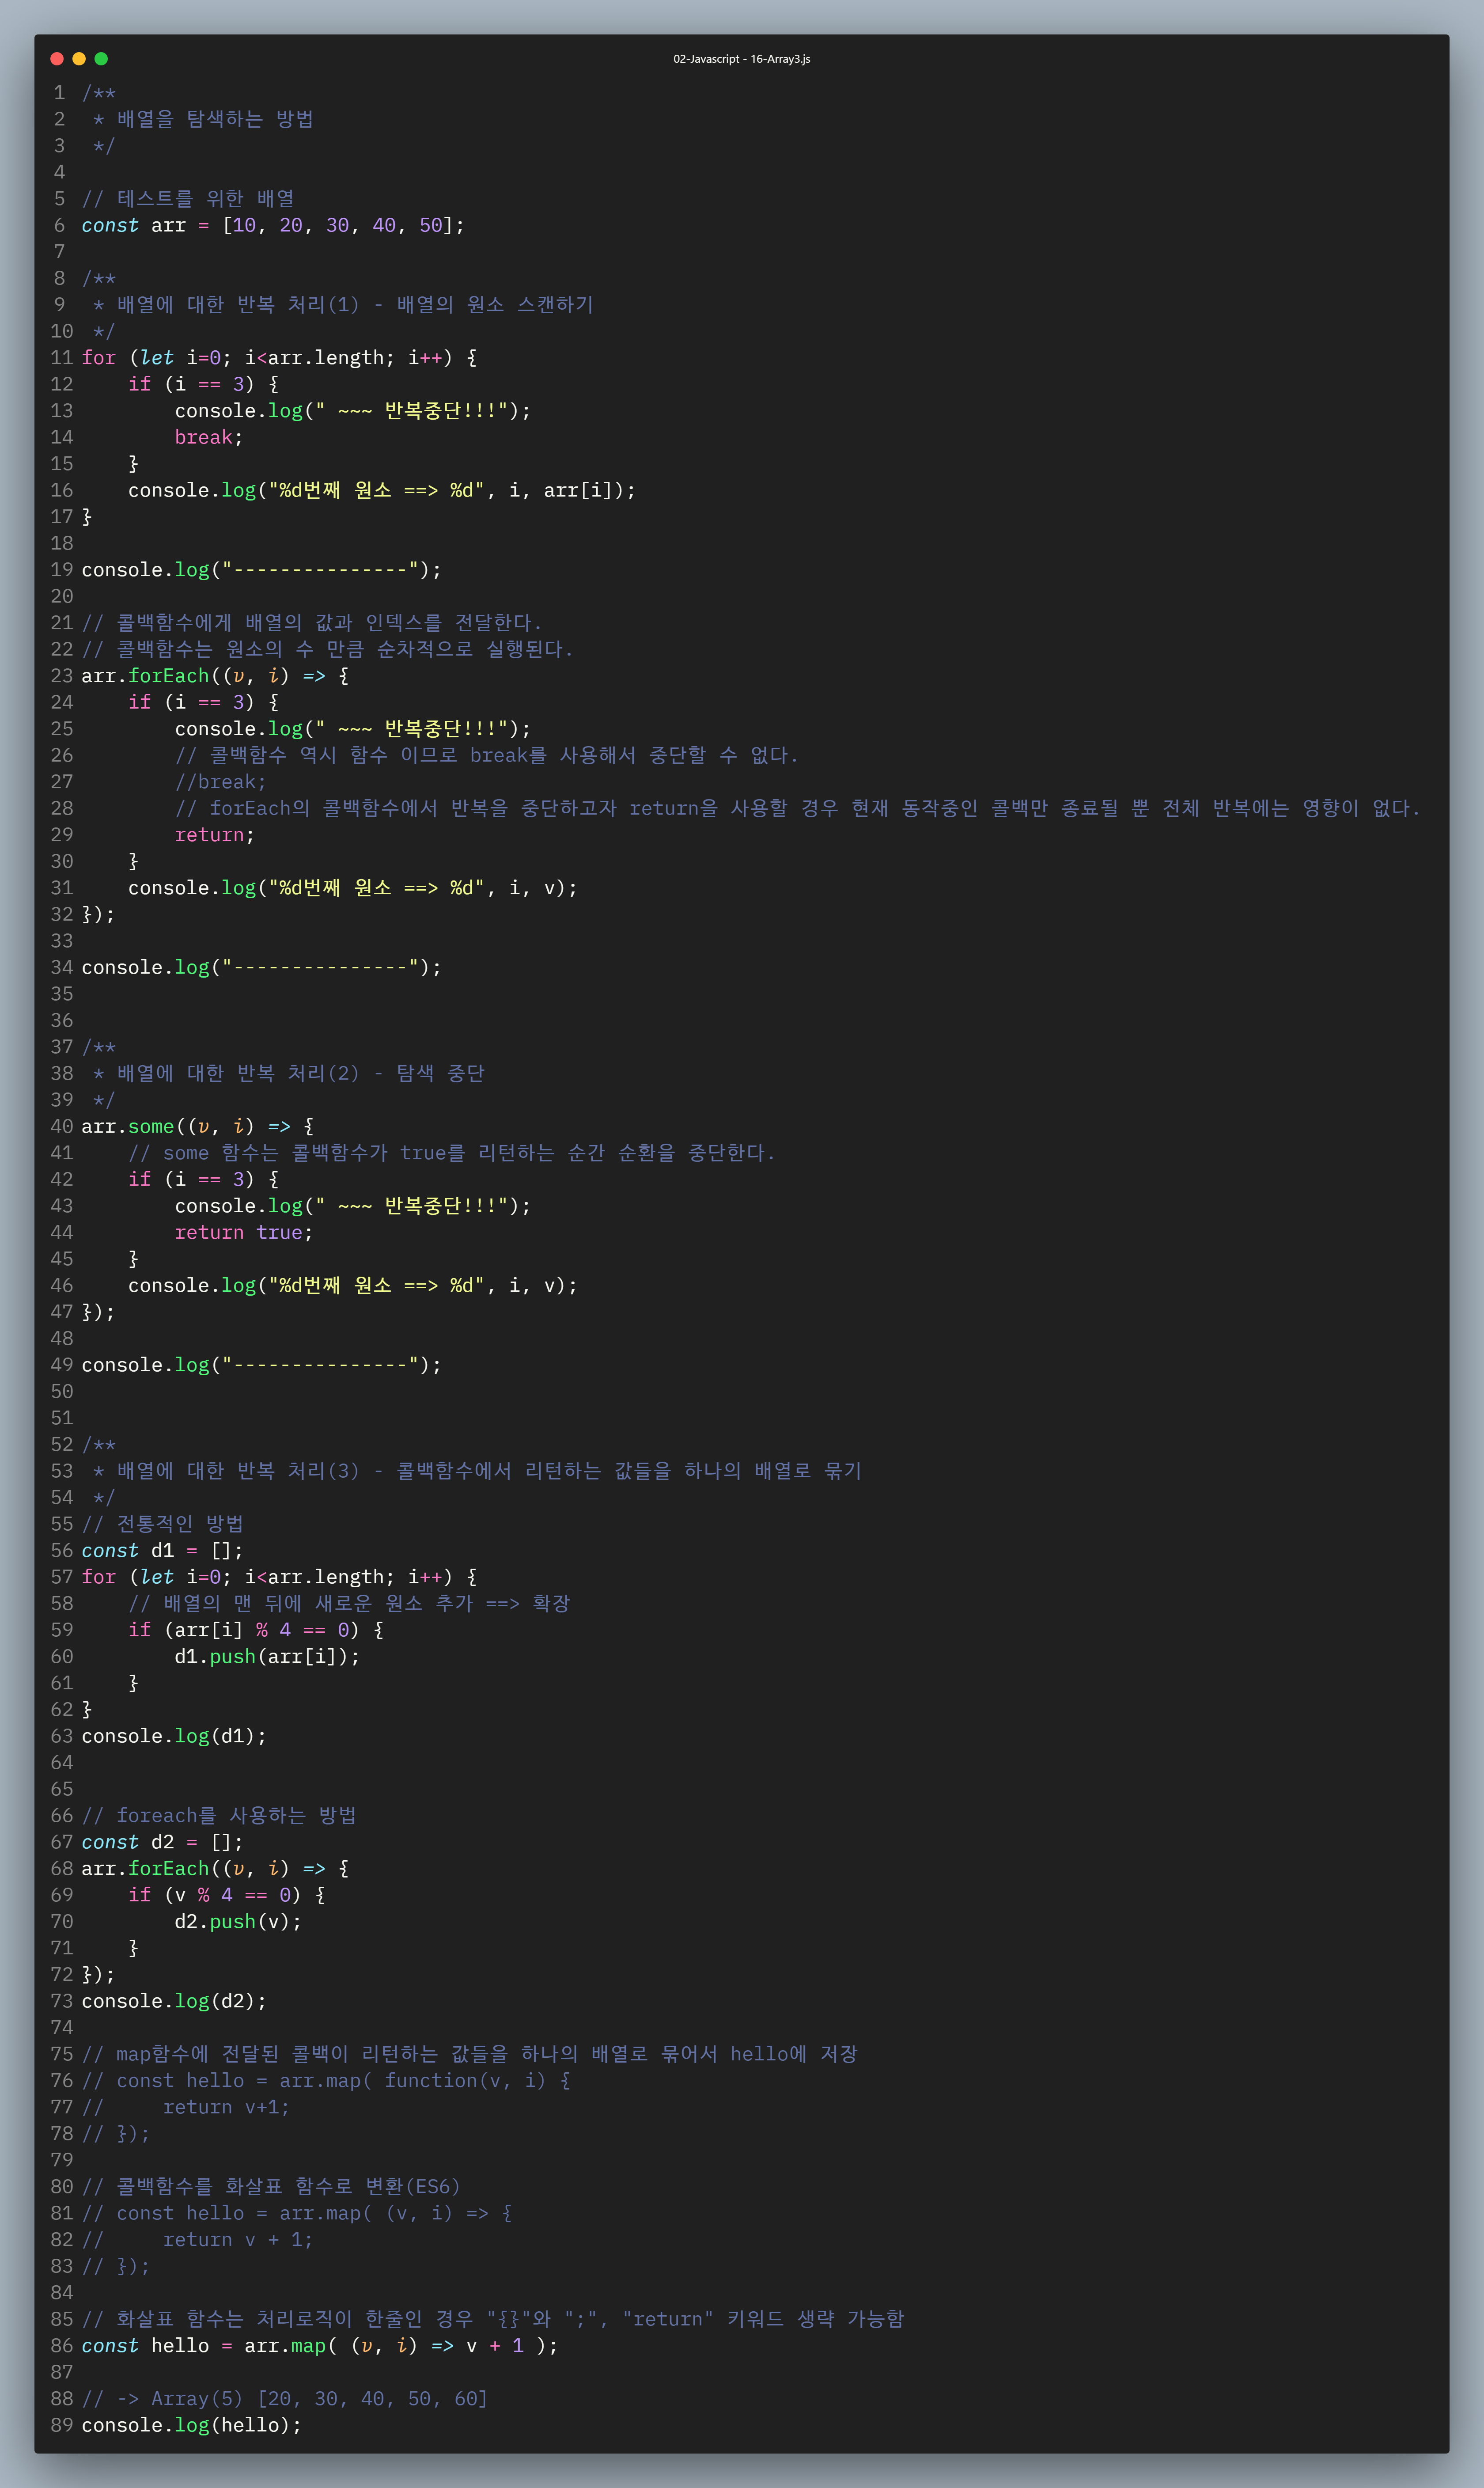 02-Javascript - 16-Array3.js
1 /**
2  * 배열을 탐색하는 방법
3  */
4
5 // 테스트를 위한 배열
6 const arr = [10, 20, 30, 40, 50];
7
8 /**
9  * 배열에 대한 반복 처리(1) - 배열의 원소 스캔하기
10  */
11 for (let i=0; i<arr.length; i++) {
12     if (i == 3) {
13         console.log(" ~~~ 반복중단!!!");
14         break;
15     }
16     console.log("%d번째 원소 ==> %d", i, arr[i]);
17 }
18
19 console.log("---------------");
20
21 // 콜백함수에게 배열의 값과 인덱스를 전달한다.
22 // 콜백함수는 원소의 수 만큼 순차적으로 실행된다.
23 arr.forEach((v, i) => {
24     if (i == 3) {
25         console.log(" ~~~ 반복중단!!!");
26         // 콜백함수 역시 함수 이므로 break를 사용해서 중단할 수 없다.
27         //break;
28         // forEach의 콜백함수에서 반복을 중단하고자 return을 사용할 경우 현재 동작중인 콜백만 종료될 뿐 전체 반복에는 영향이 없다.
29         return;
30     }
31     console.log("%d번째 원소 ==> %d", i, v);
32 });
33
34 console.log("---------------");
35
36
37 /**
38  * 배열에 대한 반복 처리(2) - 탐색 중단
39  */
40 arr.some((v, i) => {
41     // some 함수는 콜백함수가 true를 리턴하는 순간 순환을 중단한다.
42     if (i == 3) {
43         console.log(" ~~~ 반복중단!!!");
44         return true;
45     }
46     console.log("%d번째 원소 ==> %d", i, v);
47 });
48
49 console.log("---------------");
50
51
52 /**
53  * 배열에 대한 반복 처리(3) - 콜백함수에서 리턴하는 값들을 하나의 배열로 묶기
54  */
55 // 전통적인 방법
56 const d1 = [];
57 for (let i=0; i<arr.length; i++) {
58     // 배열의 맨 뒤에 새로운 원소 추가 ==> 확장
59     if (arr[i] % 4 == 0) {
60         d1.push(arr[i]);
61     }
62 }
63 console.log(d1);
64
65
66 // foreach를 사용하는 방법
67 const d2 = [];
68 arr.forEach((v, i) => {
69     if (v % 4 == 0) {
70         d2.push(v);
71     }
72 });
73 console.log(d2);
74
75 // map함수에 전달된 콜백이 리턴하는 값들을 하나의 배열로 묶어서 hello에 저장
76 // const hello = arr.map( function(v, i) {
77 //     return v+1;
78 // });
79
80 // 콜백함수를 화살표 함수로 변환(ES6)
81 // const hello = arr.map( (v, i) => {
82 //     return v + 1;
83 // });
84
85 // 화살표 함수는 처리로직이 한줄인 경우 "{}"와 ";", "return" 키워드 생략 가능함
86 const hello = arr.map( (v, i) => v + 1 );
87
88 // -> Array(5) [20, 30, 40, 50, 60]
89 console.log(hello);